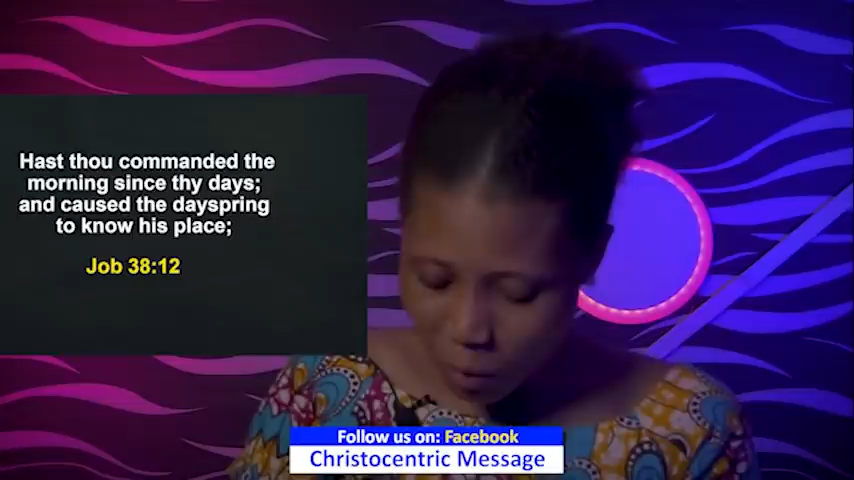 Hast thou commanded the
morning since thy days;
and caused the dayspring
to know his place;
Job 38:12
Follow us on: Facebook
Christocentric Message